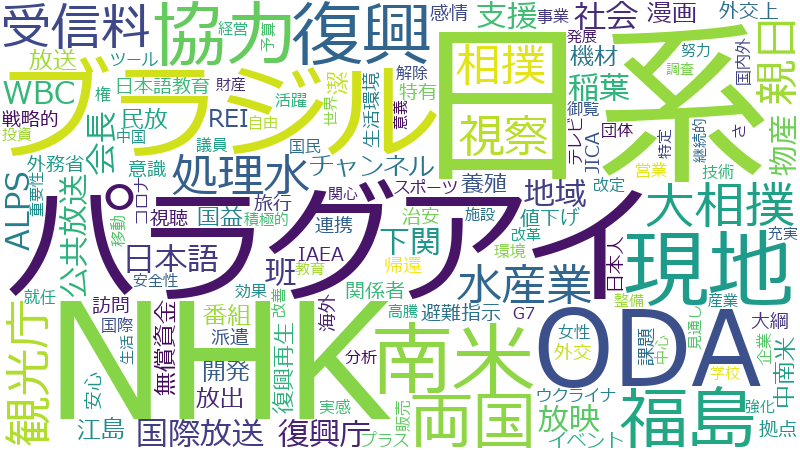 受信料
協力
復興
感情
支援
事業
社会
漫画
外交上
放送
ツール
経営
予算
発展
機材
努力
国内外
親日
ブラジル
日系
相撲
視察
WBC
日本語教育
財産
解除
調査
戦略的
権
民放
REI
活躍
世界
潔
生活環境
特有
意義
稲葉
御覧
テレビ
JICA
団体
特定
継続的
さ
物産
投資
中国
会長
議員
自由
国民
外務省
意識
処理水
チャンネル
営業
技術
ALPS
重要性
公共放送
コロナ
視聴
旅行
関心
スポーツ
養殖
地域
改定
大相撲
充実
パラグアイ
移動
国益
積極的
連携
治安
施設
値下げ
日本人
現地
日本語
安全性
班
IAEA
教育
下関
環境
改革
帰還
水産業
整備
産業
観光庁
就任
訪問
無償資金
効果
番組
改善
海外
関係者
高騰
避難指示
G7
女性
見通し
大綱
NHK
国際
派遣
復興再生
分析
南米
ODA
外交
課題
中心
企業
中南米
生活
安心
開発
放出
実感
販売
両国
ウクライナ
学校
江島
国際放送
復興庁
プラス
放映
イベント
福島
強化
拠点